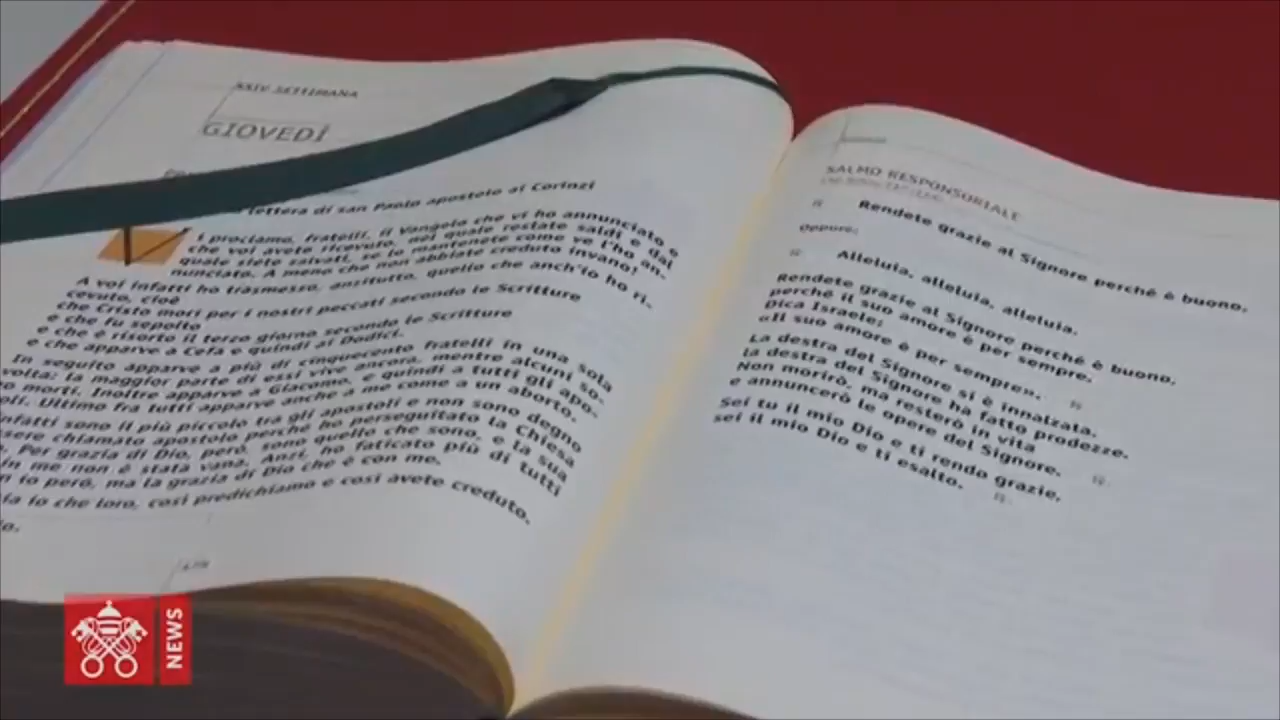 XXIV SETTIMANA
GIOVEDÌ
lettera di san Paolo apostolo ai Corinzi
i proclamo, fratelli, il Vangelo che vi ho annunciato e
che voi avete ricevuto, nel quale restate saldi e dal
quale siete salvati, se lo mantenete come ve l'ho an-
nunciato. A meno che non abbiate creduto invano!
A voi infatti ho trasmesso, anzitutto, quello che anch'io ho ri-
cevuto, cioè
che Cristo morì per i nostri peccati secondo le Scritture
e che fu sepolto
e che è risorto il terzo giorno secondo le Scritture
e che apparve a Cefa e quindi ai Dodici.
In seguito apparve a più di cinquecento fratelli in una sola
volta: la maggior parte di essi vive ancora, mentre alcuni so-
o morti. Inoltre apparve a Giacomo, e quindi a tutti gli apo-
oli. Ultimo fra tutti apparve anche a me come a un aborto.
nfatti sono il più piccolo tra gli apostoli e non sono degno
sere chiamato apostolo perché ho perseguitato la Chiesa
. Per grazia di Dio, però, sono quello che sono, e la sua
in me non è stata vana. Anzi, ho faticato più di tutti
n io però, ma la grazia di Dio che è con me.
ia io che loro, così predichiamo e così avete creduto.
io.
SALMO RESPONSORIALE
Rendete grazie al Signore perché è buono.
Oppure:
Alleluia, alleluia, alleluia.
Rendete grazie al Signore perché è buono,
perché il suo amore è per sempre.
Dica Israele:
«Il suo amore è per sempre».
La destra del Signore si è innalzata,
la destra del Signore ha fatto prodezze.
Non morirò, ma resterò in vita
e annuncerò le opere del Signore.
Sei tu il mio Dio e ti rendo grazie,
sei il mio Dio e ti esalto.
NEWS